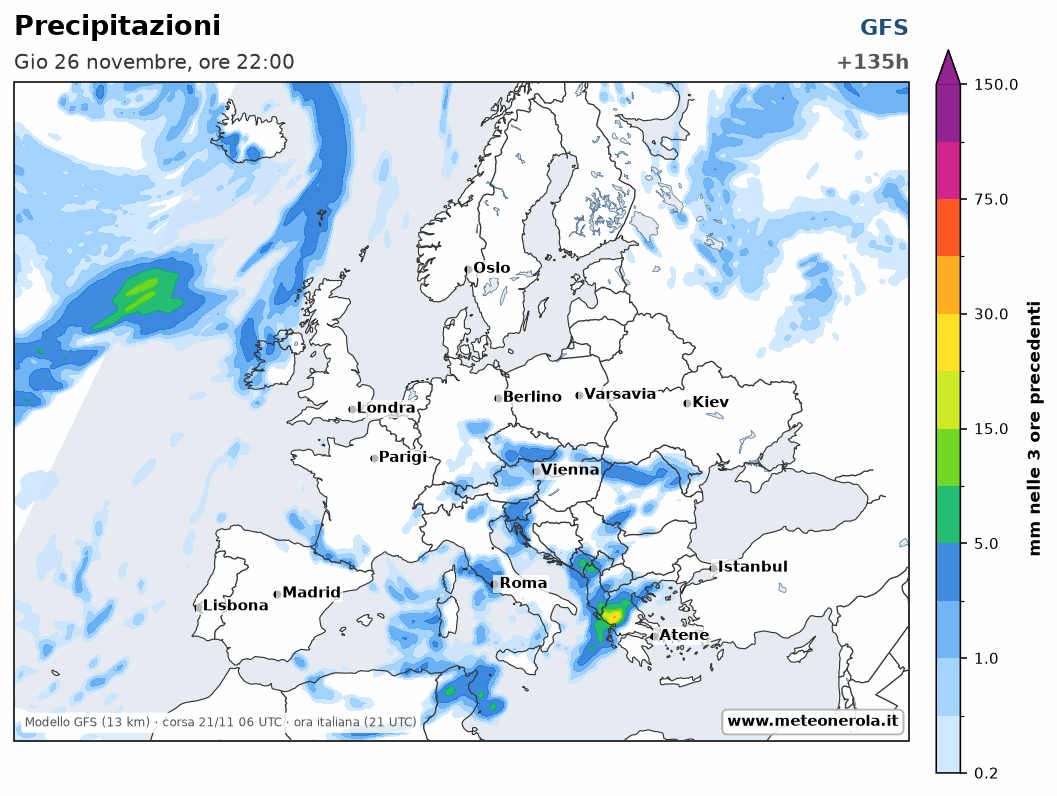 Precipitazioni
GFS
Gio 26 novembre, ore 22:00
+135h
Oslo
Berlino
Varsavia
Kiev
Londra
Parigi
Vienna
Istanbul
Roma
Madrid
Lisbona
Atene
Modello GFS (13 km) · corsa 21/11 06 UTC · ora italiana (21 UTC)
www.meteonerola.it
150.0
75.0
30.0
15.0
5.0
1.0
0.2
mm nelle 3 ore precedenti